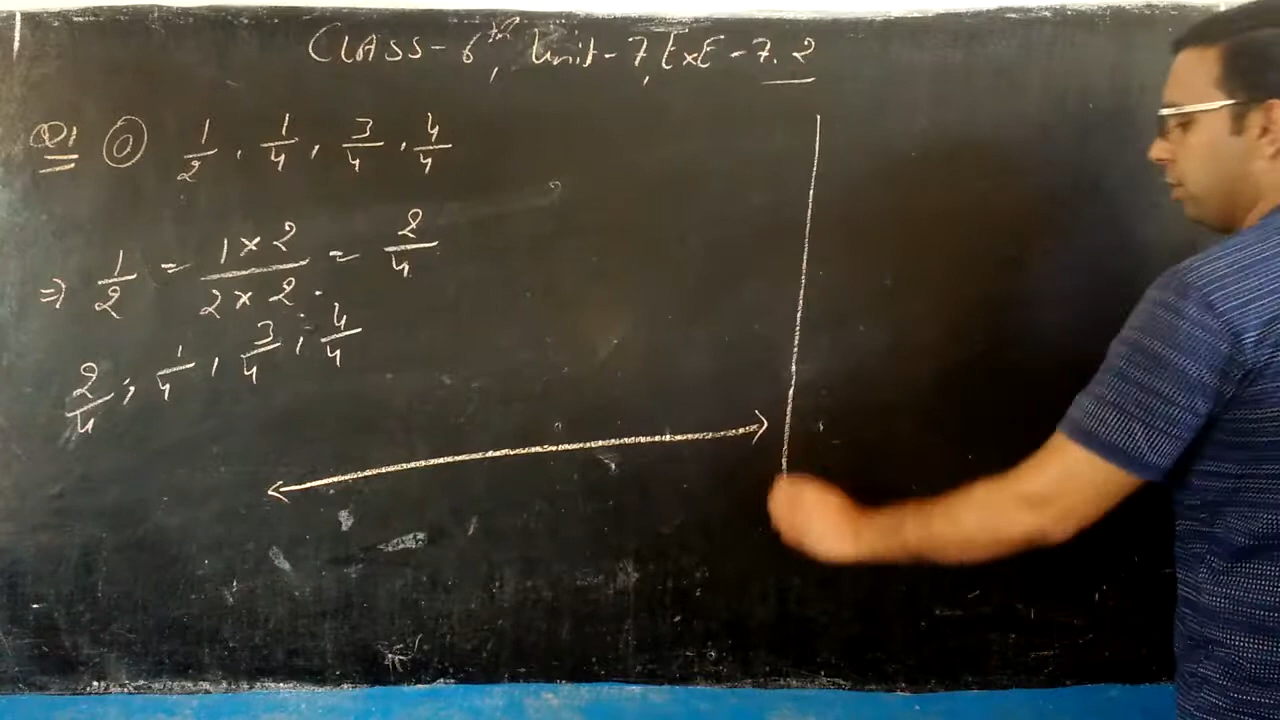 CLASS-6th, Unit-7, ExE-7.2
Q1 (a) 1/2, 1/4, 3/4, 4/4
⇒ 1/2 = 1×2/2×2 = 2/4
2/4, 1/4, 3/4, 4/4